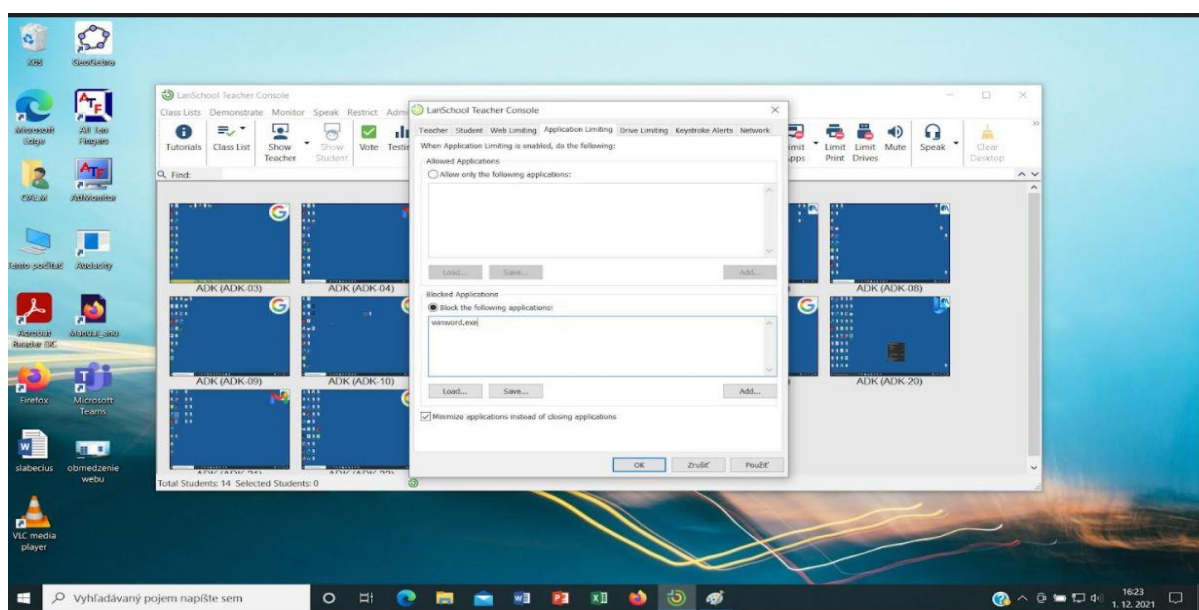 KGS
GeoGebra
Microsoft Edge
All Ten Fingers
AtfMonitor
Tento počítač
Audacity
Acrobat Reader DC
Firefox
Microsoft Teams
slabecius
obmedzenie webu
VLC media player
LanSchool Teacher Console
Class Lists Demonstrate Monitor Speak Restrict
Tutorials
Class List
Show Teacher
Show Student
Vote
Limit Print
Limit Drives
Mute
Speak
Clear Desktop
Find:
ADK (ADK-03)
ADK (ADK-04)
ADK (ADK-08)
ADK (ADK-09)
ADK (ADK-10)
ADK (ADK-20)
Total Students: 14 Selected Students: 0
LanSchool Teacher Console
Teacher Student Web Limiting Application Limiting Drive Limiting Keystroke Alerts Network
When Application Limiting is enabled, do the following:
Allowed Applications
Allow only the following applications:
Load... Save... Add...
Blocked Applications
Block the following applications:
winword.exe
Load... Save... Add...
Minimize applications instead of closing applications
OK Zrušiť Použiť
Vyhľadávaný pojem napíšte sem
16:23
1. 12. 2021